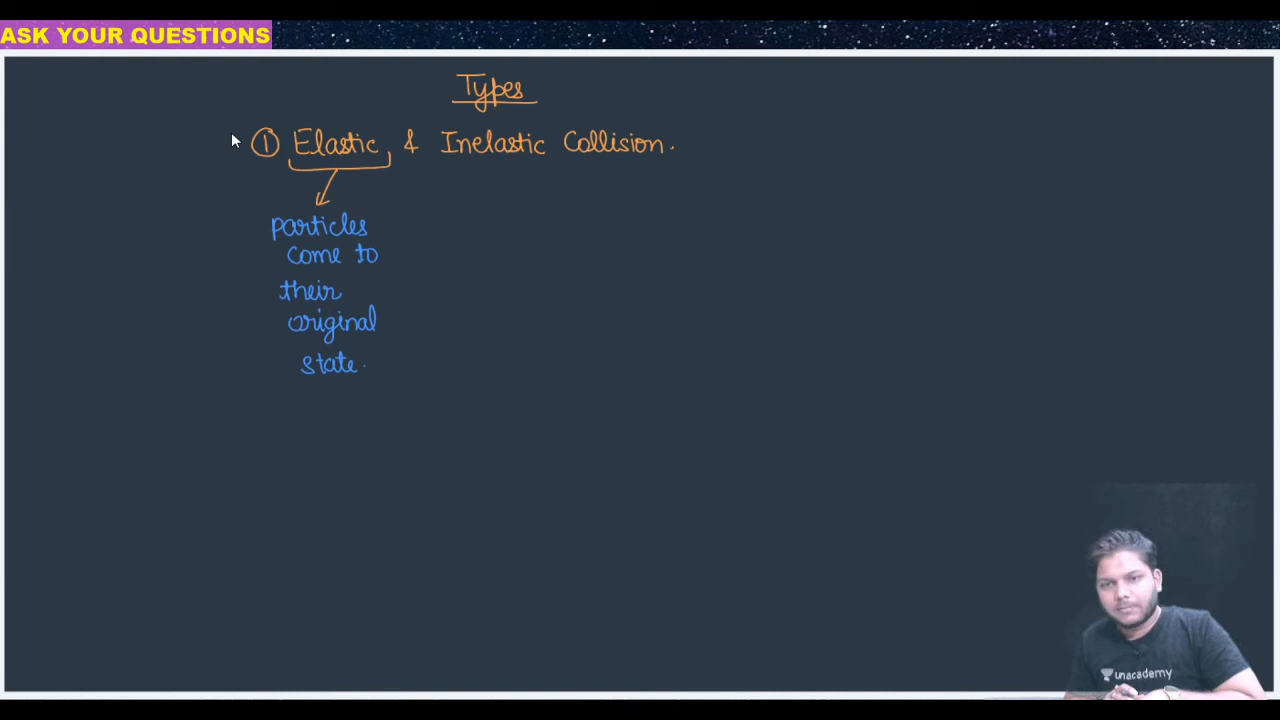 ASK YOUR QUESTIONS
Types
① Elastic & Inelastic Collision.
particles
come to
their
original
state.
unacademy